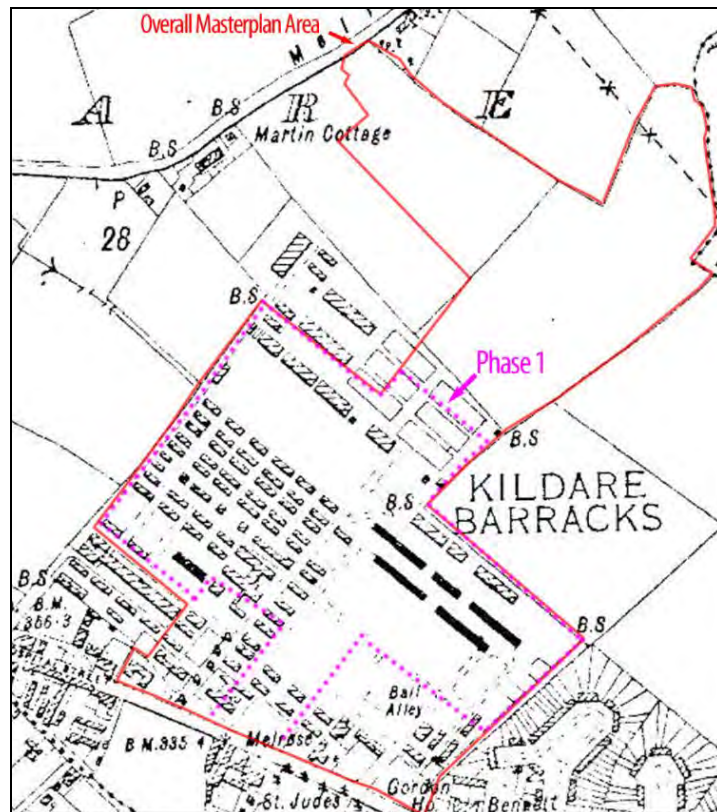 Overall Masterplan Area
A R E
B.S
Martin Cottage
B.S
P
28
B.S
Phase 1
B.S
KILDARE
BARRACKS
B.S
B.S
B.M.
366·3
B.S
Ball
Alley
B M.335 4
Melrose
Gordon
St. Judes
Bennett